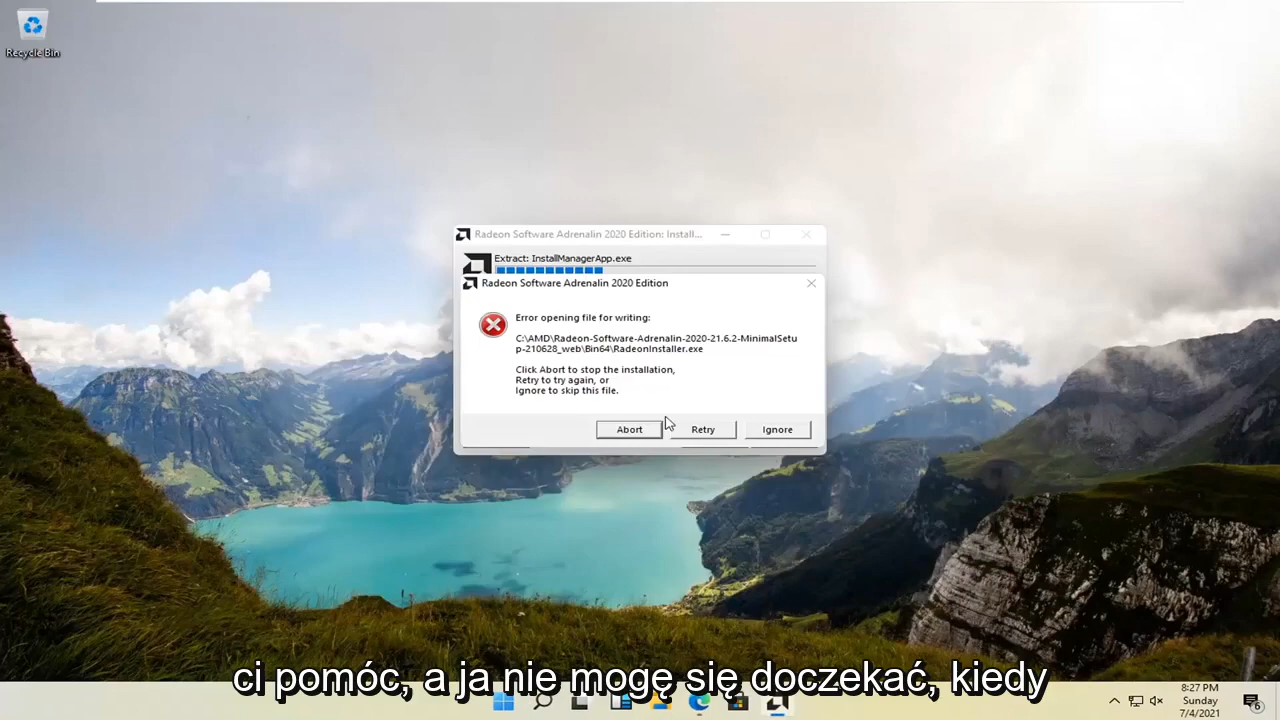 Recycle Bin
Radeon Software Adrenalin 2020 Edition: Install...
Extract: InstallManagerApp.exe
Radeon Software Adrenalin 2020 Edition
Error opening file for writing:
C:\AMD\Radeon-Software-Adrenalin-2020-21.6.2-MinimalSetu
p-210628_web\Bin64\RadeonInstaller.exe
Click Abort to stop the installation,
Retry to try again, or
Ignore to skip this file.
Abort Retry Ignore
ci pomóc, a ja nie mogę się doczekać, kiedy
8:27 PM
Sunday
7/4/2021
6